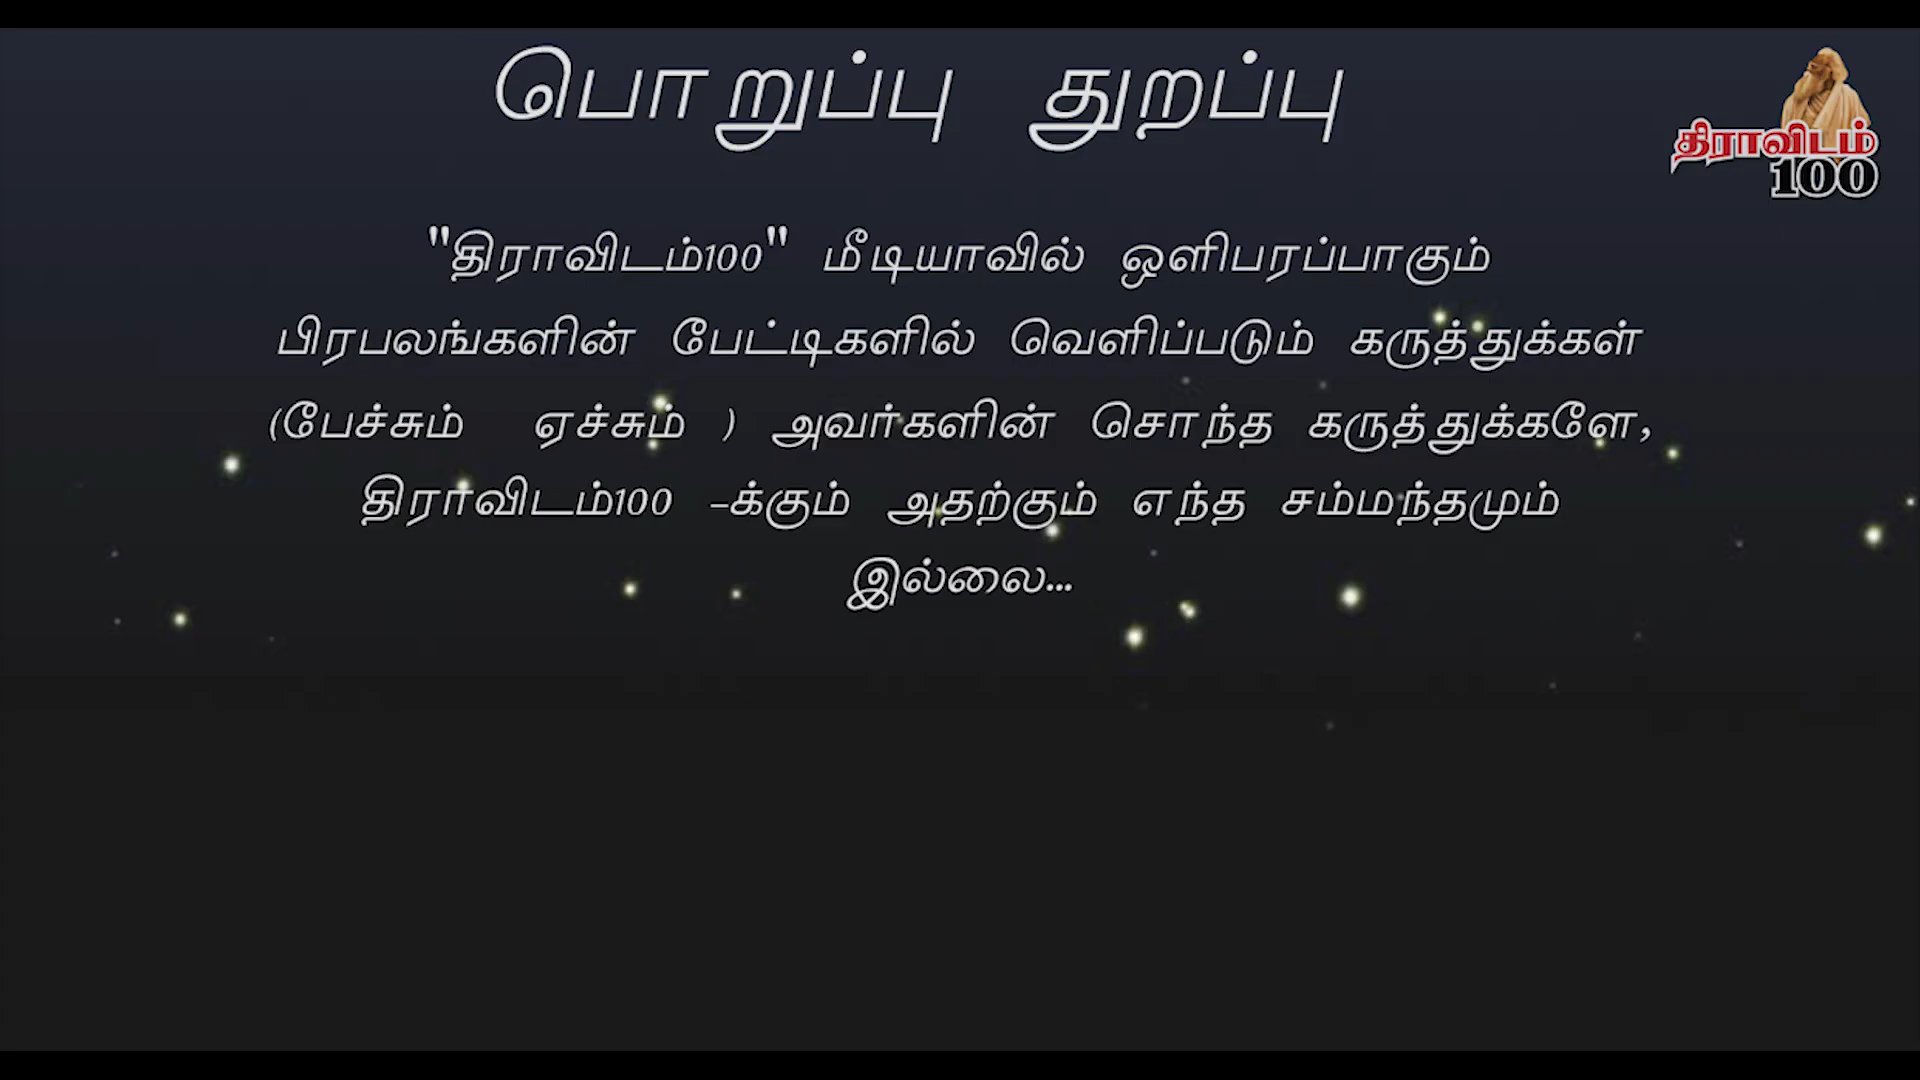 பொறுப்பு துறப்பு
திராவிடம்
100
"திராவிடம்100" மீடியாவில் ஒளிபரப்பாகும்
பிரபலங்களின் பேட்டிகளில் வெளிப்படும் கருத்துக்கள்
(பேச்சும் ஏச்சும் ) அவர்களின் சொந்த கருத்துக்களே,
திராவிடம்100 -க்கும் அதற்கும் எந்த சம்மந்தமும்
இல்லை...